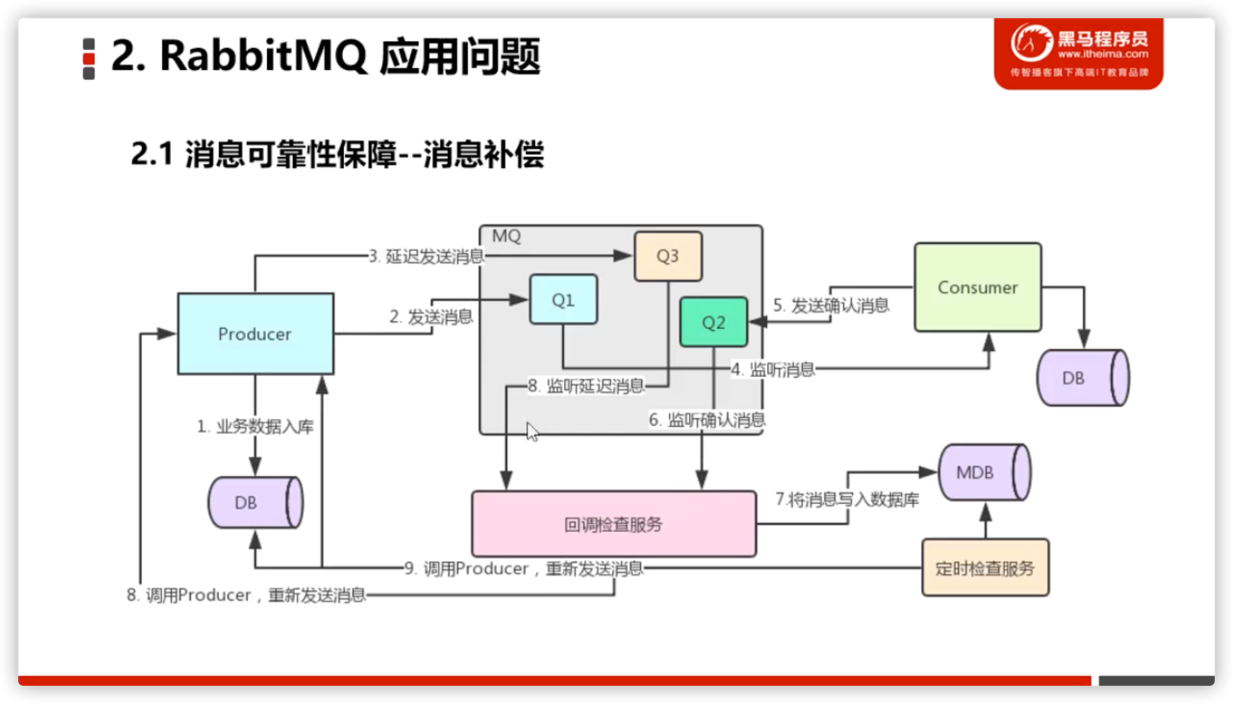 2. RabbitMQ 应用问题
黑马程序员
www.itheima.com
传智播客旗下高端IT教育品牌
2.1 消息可靠性保障--消息补偿
MQ
3. 延迟发送消息
Q3
Q1
Q2
Consumer
5. 发送确认消息
2. 发送消息
Producer
4. 监听消息
DB
8. 监听延迟消息
6. 监听确认消息
1. 业务数据入库
MDB
DB
7.将消息写入数据库
回调检查服务
9. 调用Producer，重新发送消息
定时检查服务
8. 调用Producer，重新发送消息